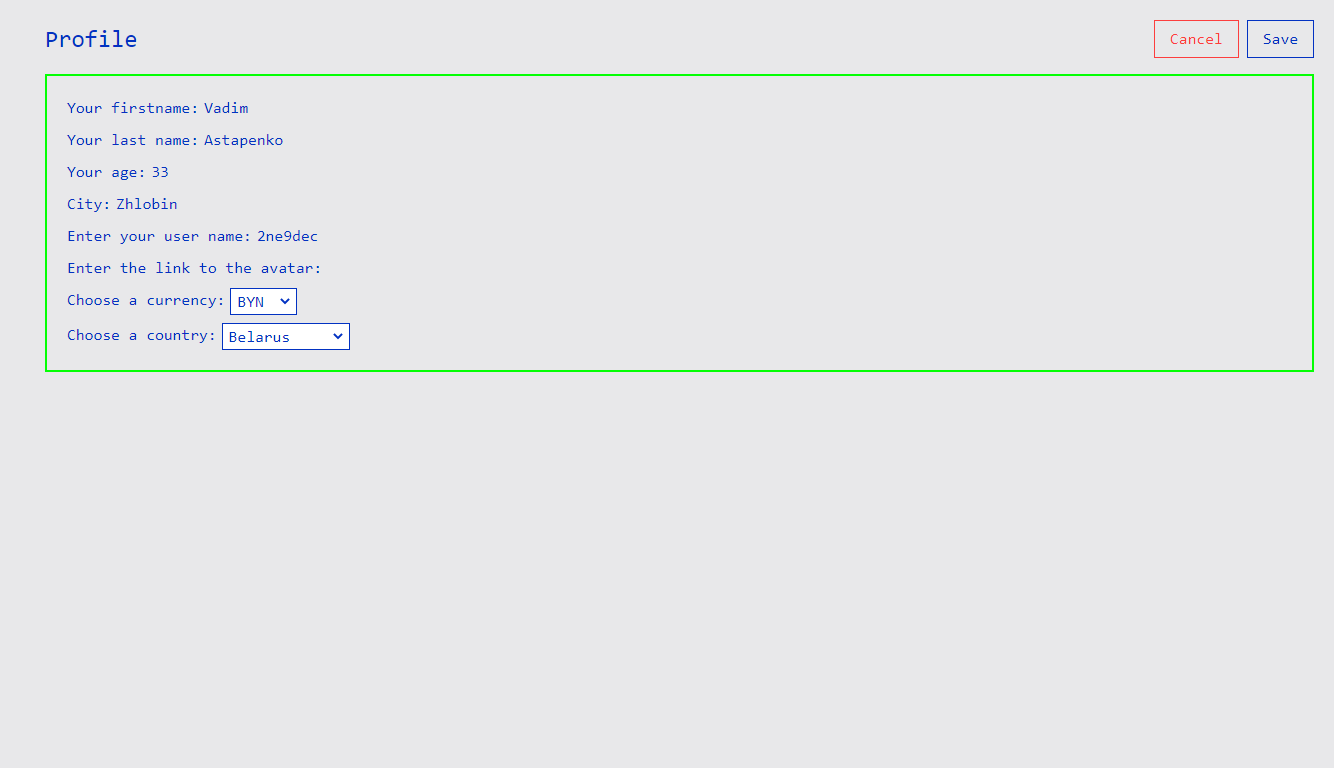 Profile
Cancel
Save
Your firstname: Vadim
Your last name: Astapenko
Your age: 33
City: Zhlobin
Enter your user name: 2ne9dec
Enter the link to the avatar:
Choose a currency: BYN
Choose a country: Belarus